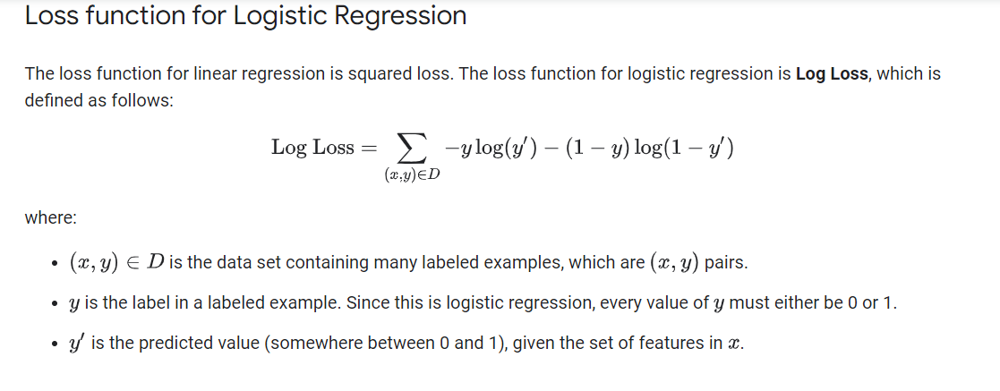 Loss function for Logistic Regression
The loss function for linear regression is squared loss. The loss function for logistic regression is Log Loss, which is
defined as follows:
Log Loss = ∑ −y log(y′) − (1 − y) log(1 − y′)
(x,y)∈D
where:
• (x, y) ∈ D is the data set containing many labeled examples, which are (x, y) pairs.
• y is the label in a labeled example. Since this is logistic regression, every value of y must either be 0 or 1.
• y′ is the predicted value (somewhere between 0 and 1), given the set of features in x.